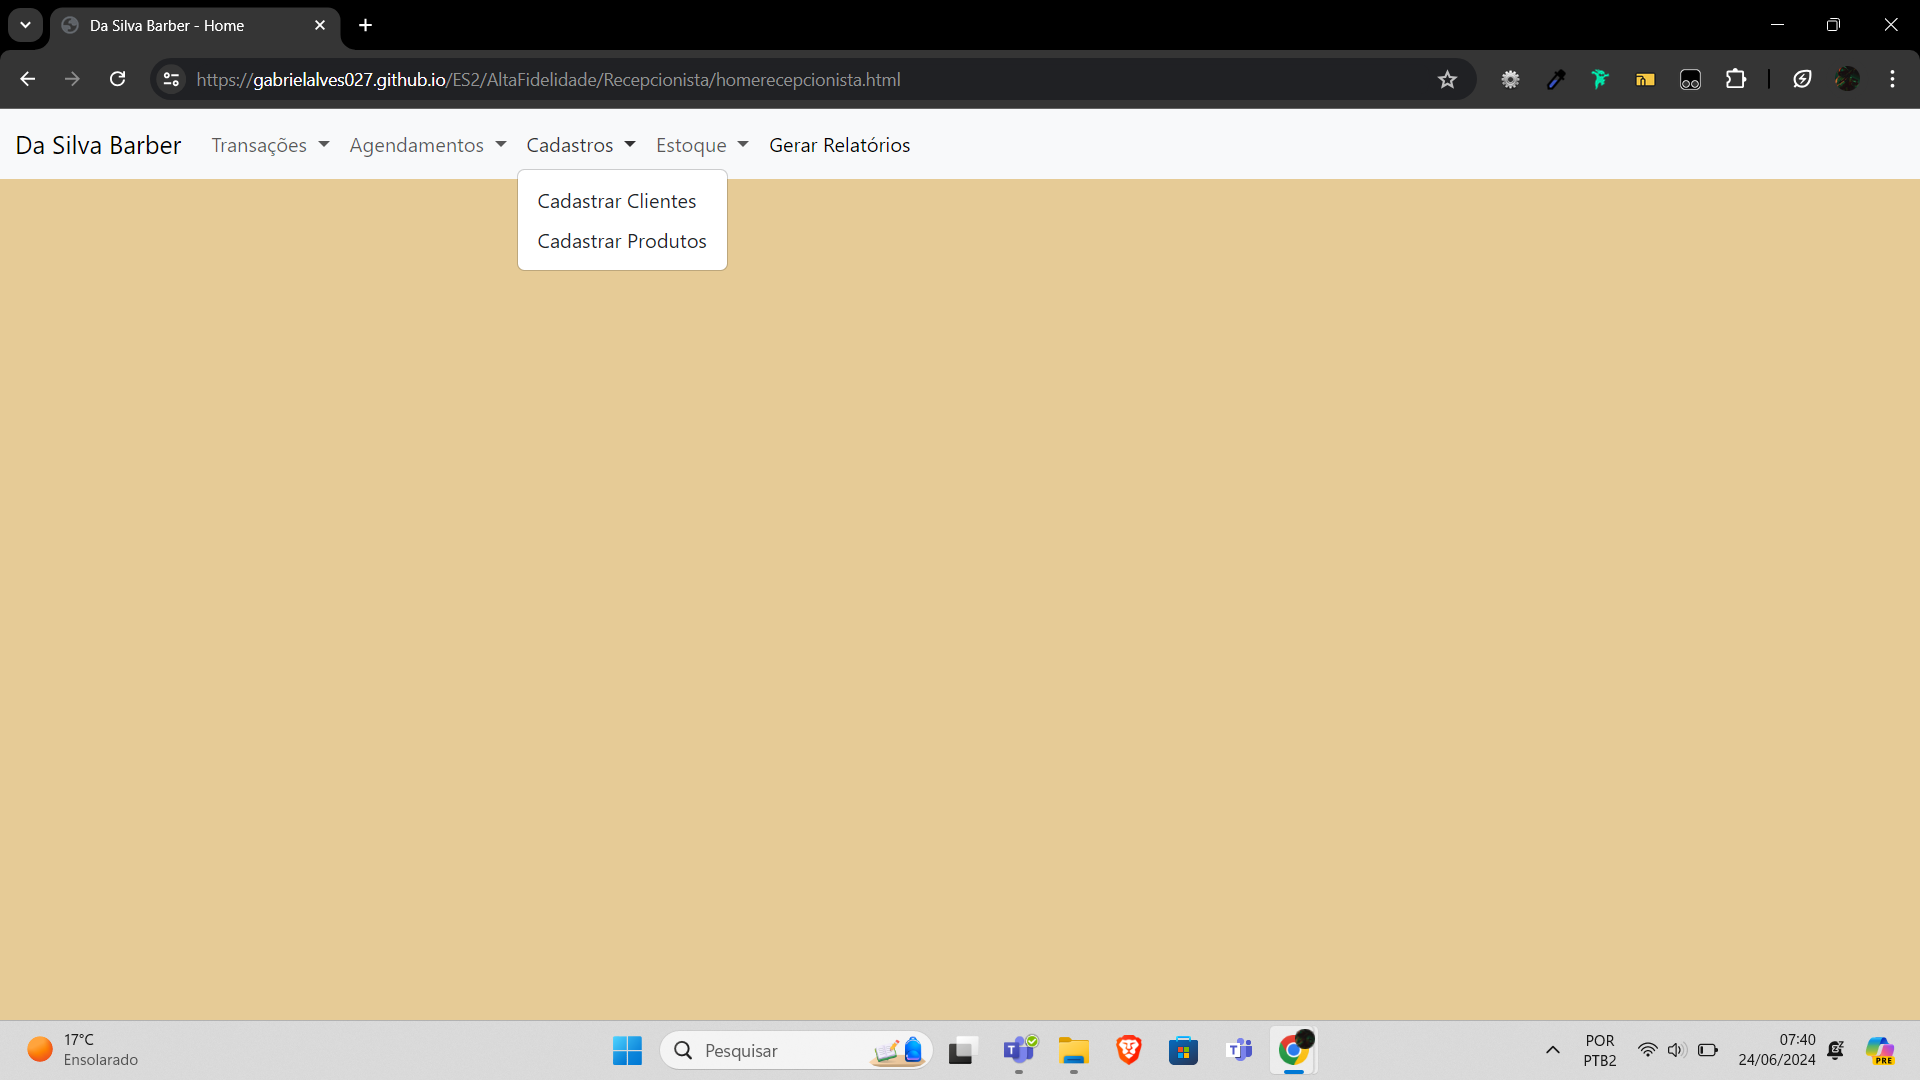 Da Silva Barber - Home
https://gabrielalves027.github.io/ES2/AltaFidelidade/Recepcionista/homerecepcionista.html
Da Silva Barber Transações Agendamentos Cadastros Estoque Gerar Relatórios
Cadastrar Clientes
Cadastrar Produtos
17°C
Ensolarado
Pesquisar
POR
PTB2
07:40
24/06/2024
PRE